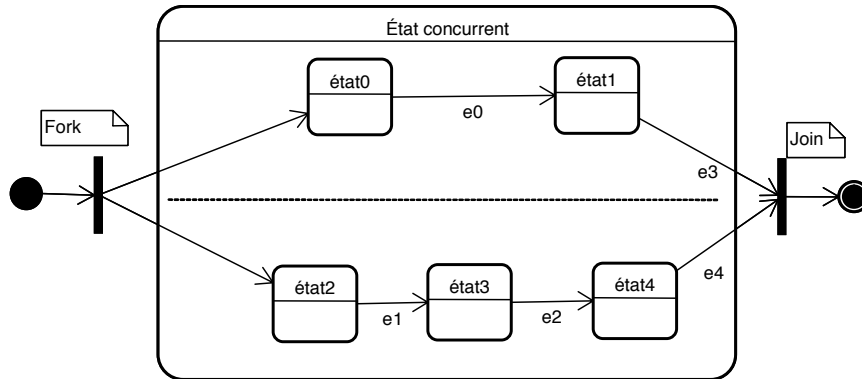 État concurrent
état0
état1
e0
Fork
Join
e3
état2
état3
état4
e1
e2
e4